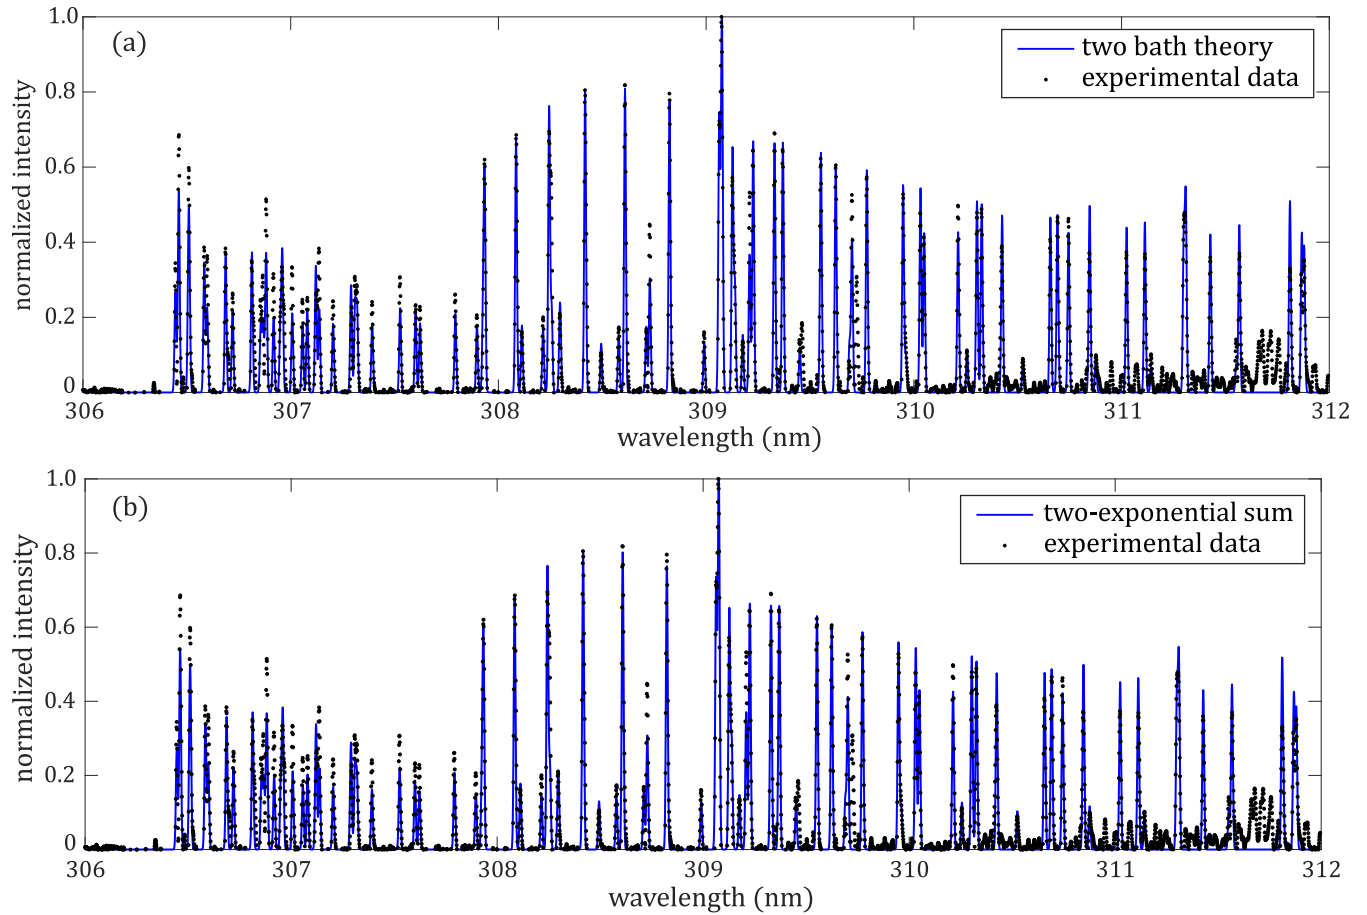 (a)
two bath theory
experimental data
normalized intensity
1.0
0.8
0.6
0.4
0.2
0
306 307 308 309 310 311 312
wavelength (nm)
(b)
two-exponential sum
experimental data
normalized intensity
1.0
0.8
0.6
0.4
0.2
0
306 307 308 309 310 311 312
wavelength (nm)